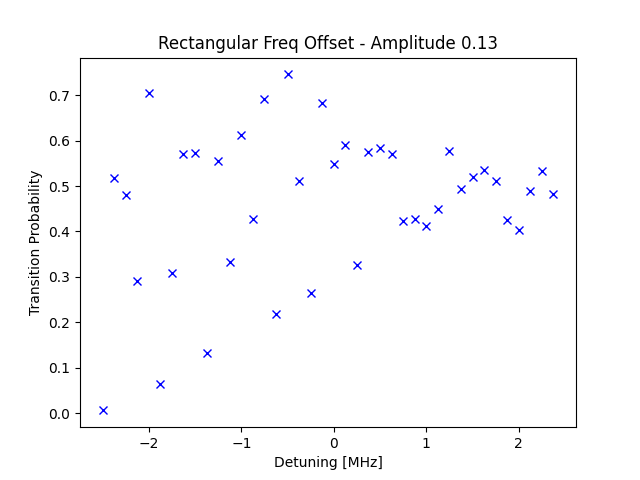 Rectangular Freq Offset - Amplitude 0.13
Transition Probability
0.7
0.6
0.5
0.4
0.3
0.2
0.1
0.0
−2 −1 0 1 2
Detuning [MHz]